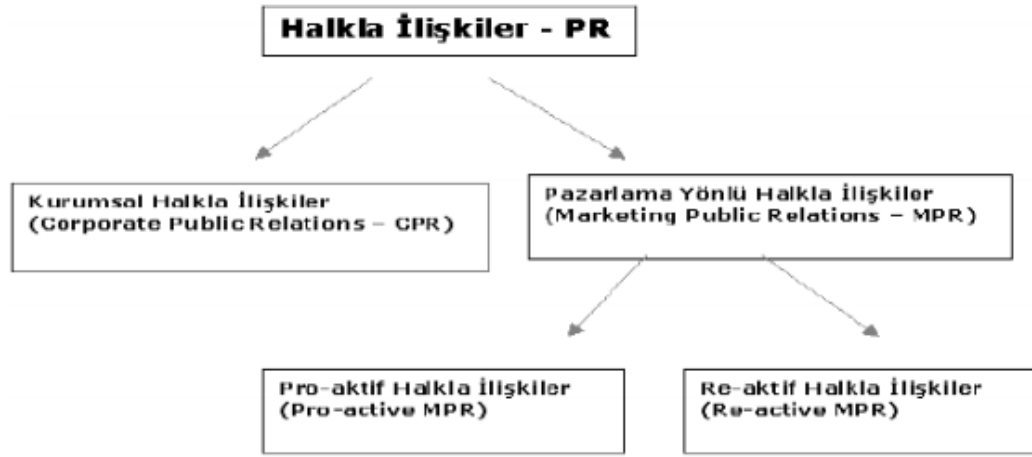 Halkla İlişkiler - PR
Kurumsal Halkla İlişkiler
(Corporate Public Relations – CPR)
Pazarlama Yönlü Halkla İlişkiler
(Marketing Public Relations – MPR)
Pro-aktif Halkla İlişkiler
(Pro-active MPR)
Re-aktif Halkla İlişkiler
(Re-active MPR)